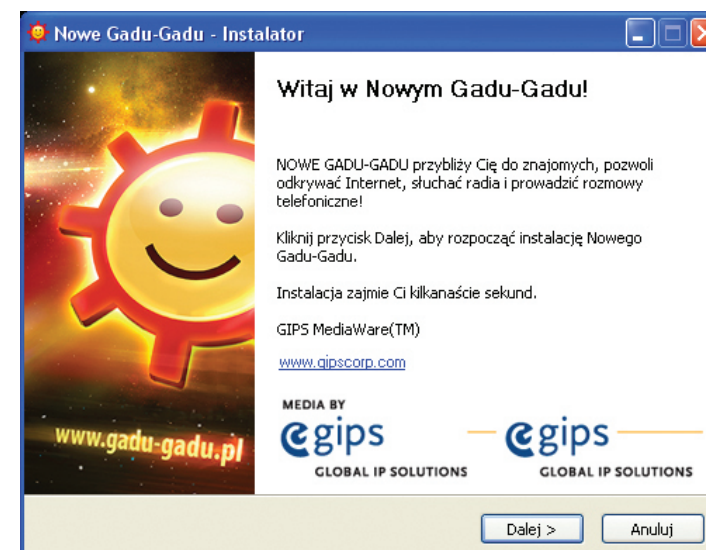 Nowe Gadu-Gadu - Instalator
Witaj w Nowym Gadu-Gadu!
NOWE GADU-GADU przybliży Cię do znajomych, pozwoli
odkrywać Internet, słuchać radia i prowadzić rozmowy
telefoniczne!
Kliknij przycisk Dalej, aby rozpocząć instalację Nowego
Gadu-Gadu.
Instalacja zajmie Ci kilkanaście sekund.
GIPS MediaWare(TM)
www.gipscorp.com
MEDIA BY
gips
GLOBAL IP SOLUTIONS
gips
GLOBAL IP SOLUTIONS
www.gadu-gadu.pl
Dalej >
Anuluj